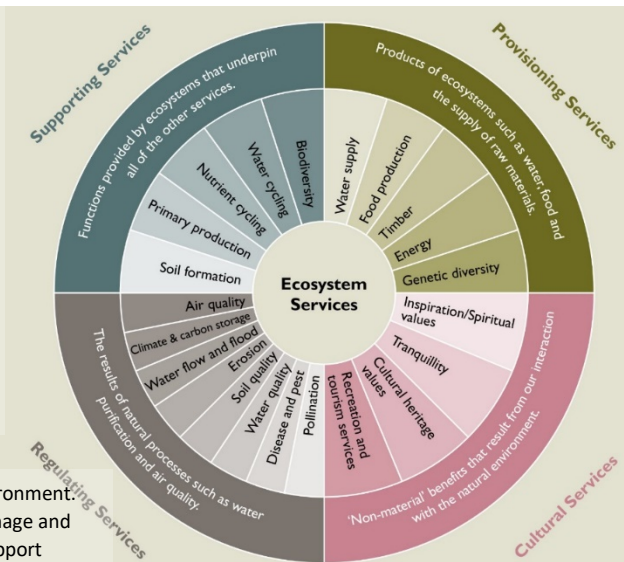 Supporting Services
Functions provided by ecosystems that underpin
all of the other services.
Biodiversity
Water cycling
Nutrient cycling
Primary production
Soil formation
Provisioning Services
Products of ecosystems such as water, food and
the supply of raw materials.
Water supply
Food production
Timber
Energy
Genetic diversity
Ecosystem
Services
Air quality
Climate & carbon storage
Water flow and flood
Erosion
Soil quality
Water quality
Disease and pest
Pollination
The results of natural processes such as water
purification and air quality.
Regulating Services
Inspiration/Spiritual
values
Tranquillity
Cultural heritage
values
Recreation and
tourism services
'Non-material' benefits that result from our interaction
with the natural environment.
Cultural Services
ironment.
nage and
pport